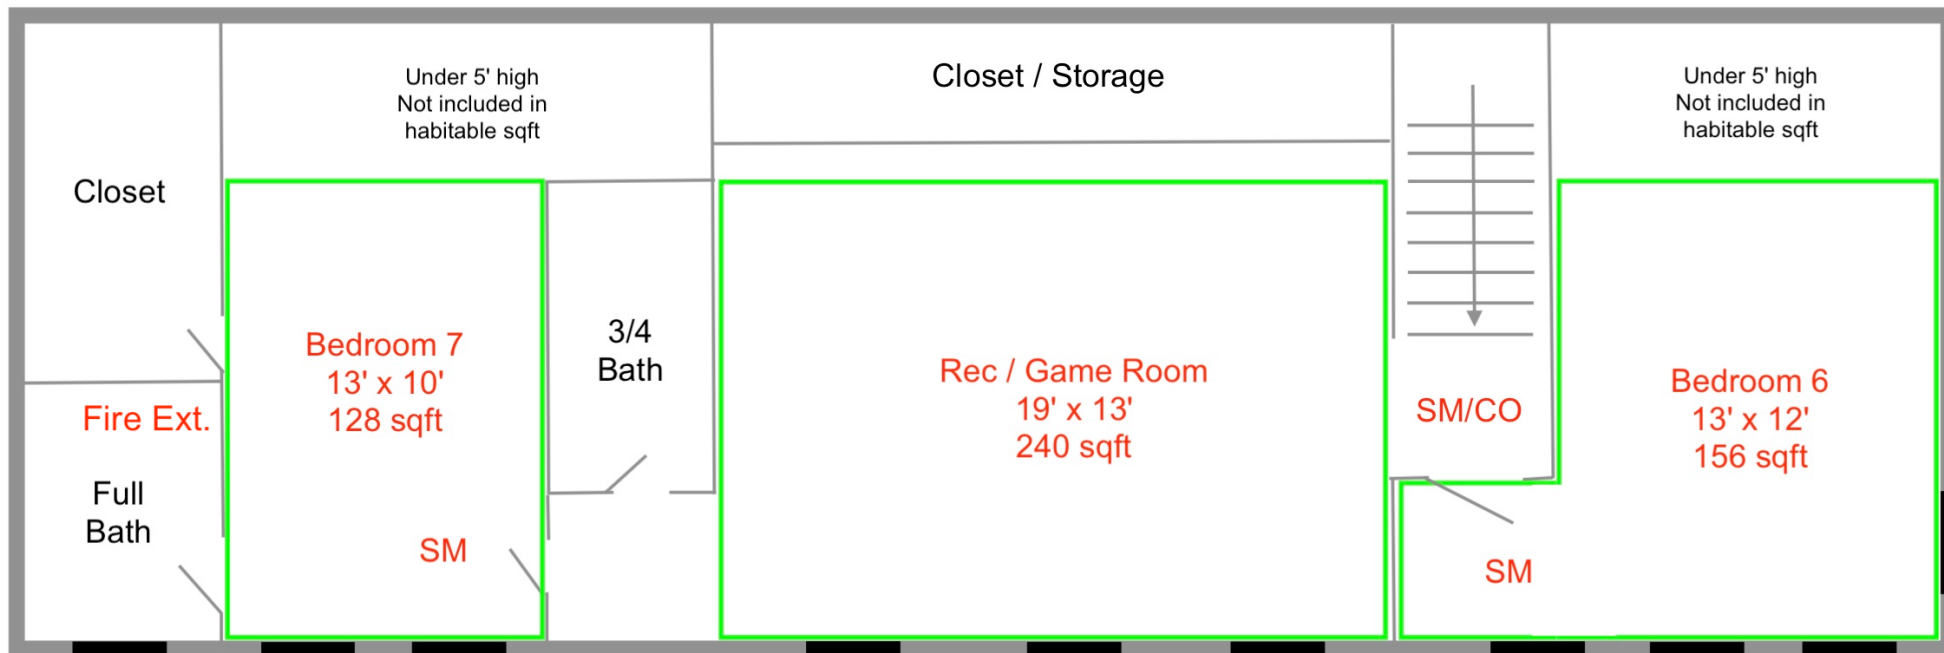 Under 5' high
Not included in
habitable sqft
Closet / Storage
Under 5' high
Not included in
habitable sqft
Closet
Bedroom 7
13' x 10'
128 sqft
3/4
Bath
Rec / Game Room
19' x 13'
240 sqft
SM/CO
Bedroom 6
13' x 12'
156 sqft
Fire Ext.
Full
Bath
SM
SM